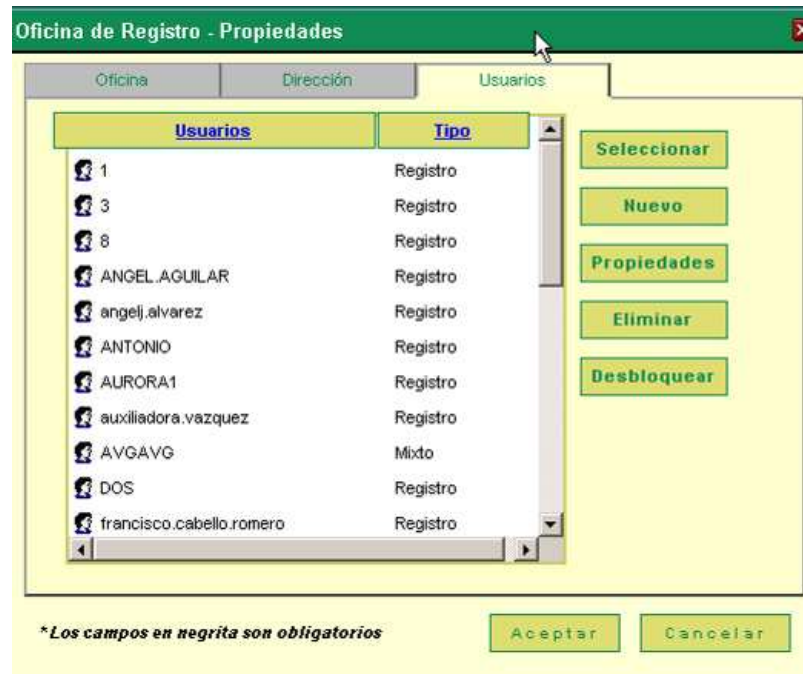 Oficina de Registro - Propiedades
Oficina Dirección Usuarios
Usuarios Tipo
Seleccionar
1 Registro
3 Registro
Nuevo
8 Registro
Propiedades
ANGEL.AGUILAR Registro
angelj.alvarez Registro
Eliminar
ANTONIO Registro
AURORA1 Registro
Desbloquear
auxiliadora.vazquez Registro
AVGAVG Mixto
DOS Registro
francisco.cabello.romero Registro
*Los campos en negrita son obligatorios
Aceptar Cancelar